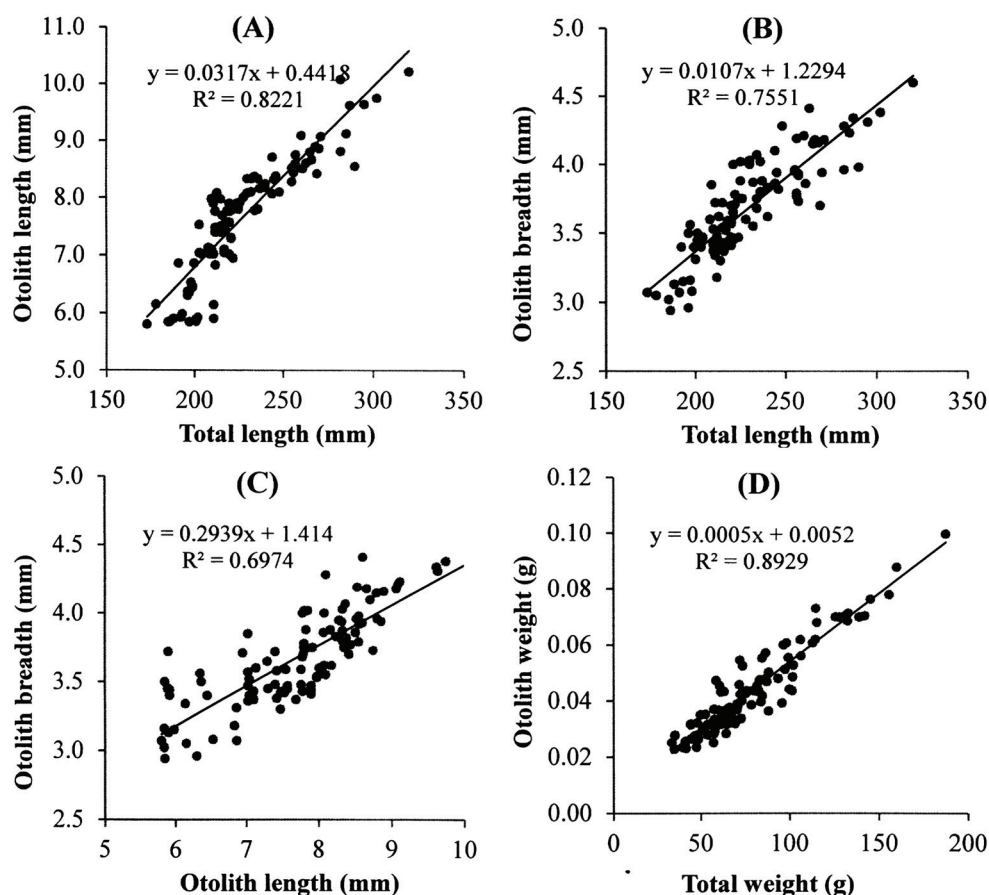 (A)
y = 0.0317x + 0.4418
R² = 0.8221
11.0
10.0
9.0
8.0
7.0
6.0
5.0
150 200 250 300 350
Otolith length (mm)
Total length (mm)
(B)
y = 0.0107x + 1.2294
R² = 0.7551
5.0
4.5
4.0
3.5
3.0
2.5
150 200 250 300 350
Otolith breadth (mm)
Total length (mm)
(C)
y = 0.2939x + 1.414
R² = 0.6974
5.0
4.5
4.0
3.5
3.0
2.5
5 6 7 8 9 10
Otolith breadth (mm)
Otolith length (mm)
(D)
y = 0.0005x + 0.0052
R² = 0.8929
0.12
0.10
0.08
0.06
0.04
0.02
0.00
0 50 100 150 200
Otolith weight (g)
Total weight (g)